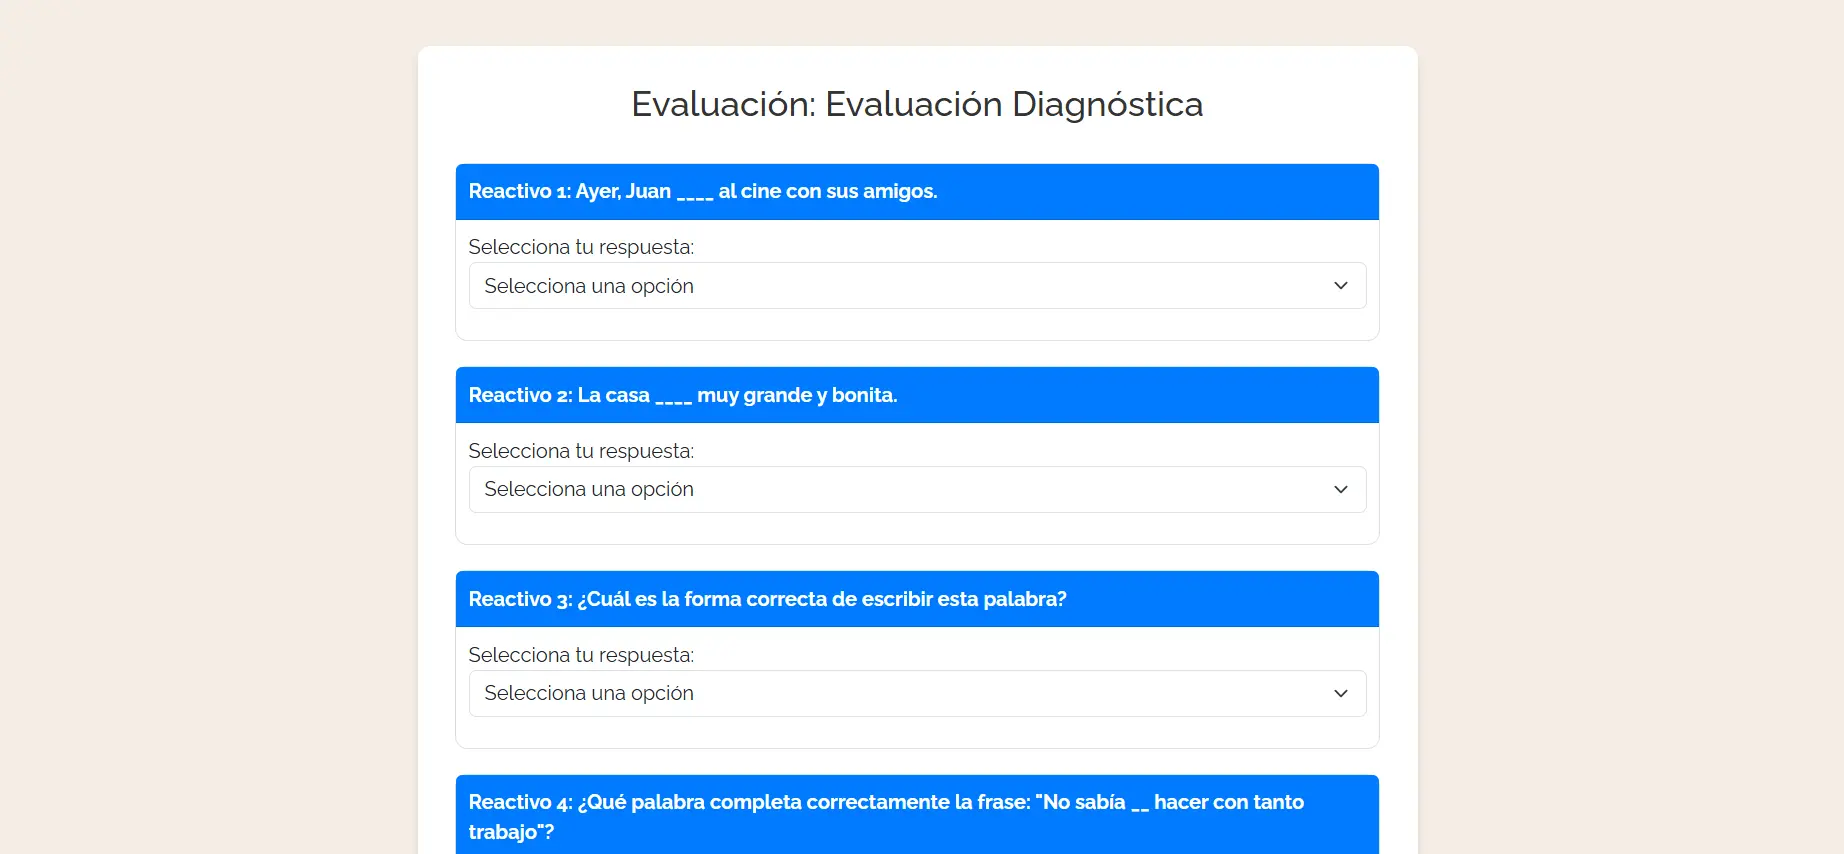 Evaluación: Evaluación Diagnóstica
Reactivo 1: Ayer, Juan ____ al cine con sus amigos.
Selecciona tu respuesta:
Selecciona una opción
Reactivo 2: La casa ____ muy grande y bonita.
Selecciona tu respuesta:
Selecciona una opción
Reactivo 3: ¿Cuál es la forma correcta de escribir esta palabra?
Selecciona tu respuesta:
Selecciona una opción
Reactivo 4: ¿Qué palabra completa correctamente la frase: "No sabía __ hacer con tanto
trabajo"?